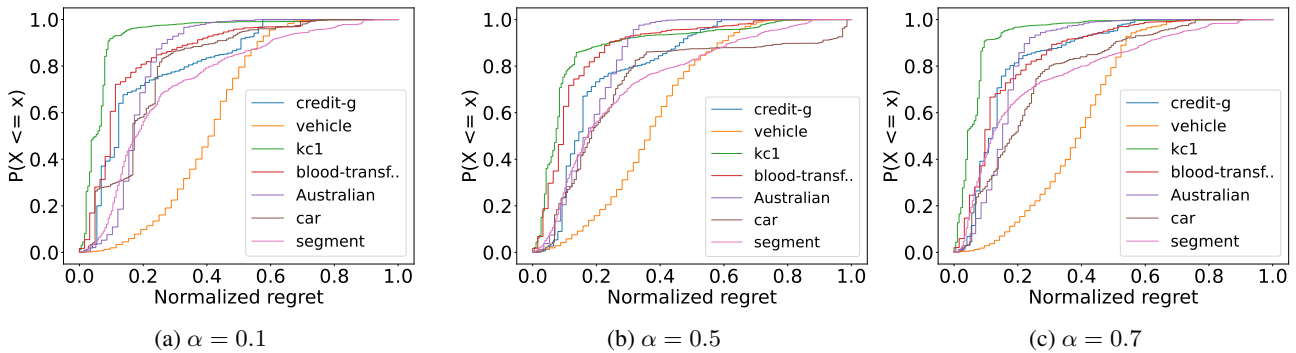 1.0
0.8
0.6
0.4
0.2
0.0
P(X <= x)
credit-g
vehicle
kc1
blood-transf..
Australian
car
segment
0.0 0.2 0.4 0.6 0.8 1.0
Normalized regret
(a) α = 0.1
1.0
0.8
0.6
0.4
0.2
0.0
P(X <= x)
credit-g
vehicle
kc1
blood-transf..
Australian
car
segment
0.0 0.2 0.4 0.6 0.8 1.0
Normalized regret
(b) α = 0.5
1.0
0.8
0.6
0.4
0.2
0.0
P(X <= x)
credit-g
vehicle
kc1
blood-transf..
Australian
car
segment
0.0 0.2 0.4 0.6 0.8 1.0
Normalized regret
(c) α = 0.7